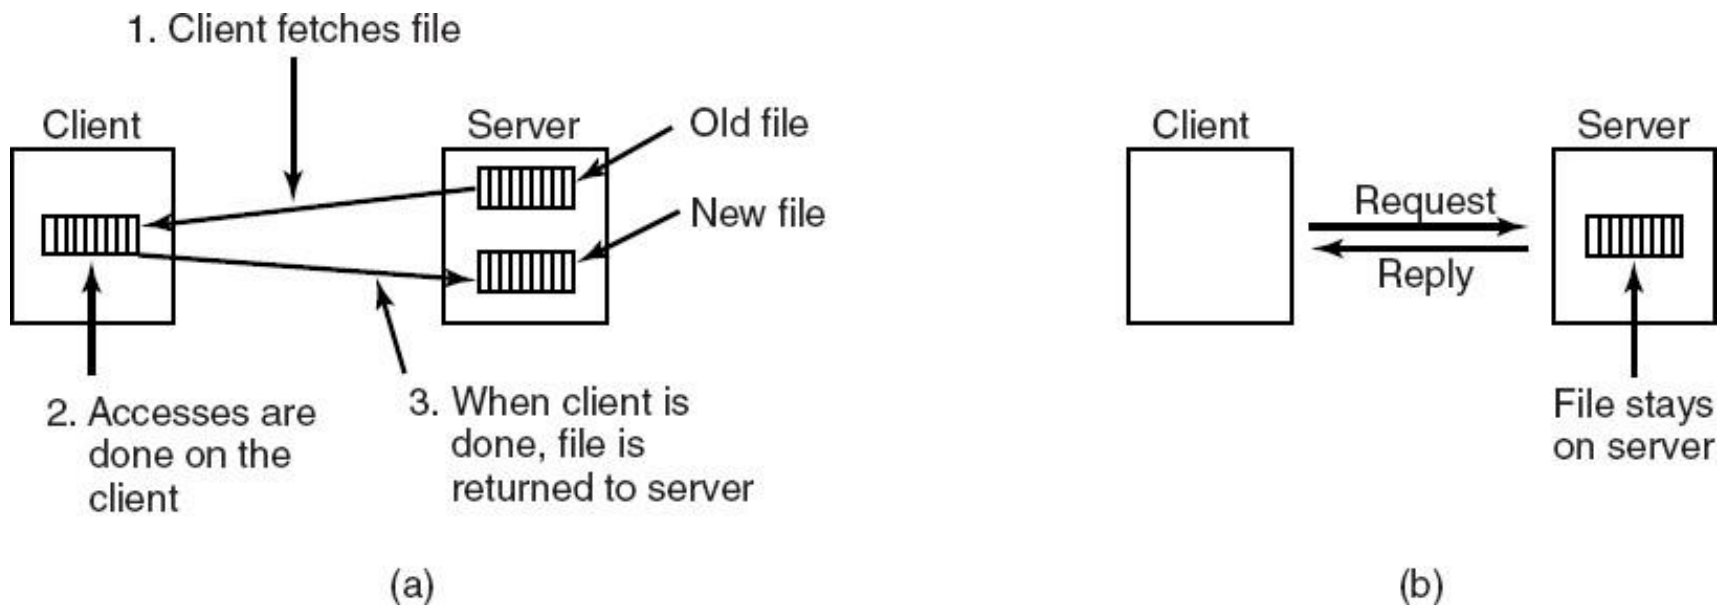 1. Client fetches file
Client
Server
Old file
New file
2. Accesses are
done on the
client
3. When client is
done, file is
returned to server
(a)
Client
Server
Request
Reply
File stays
on server
(b)